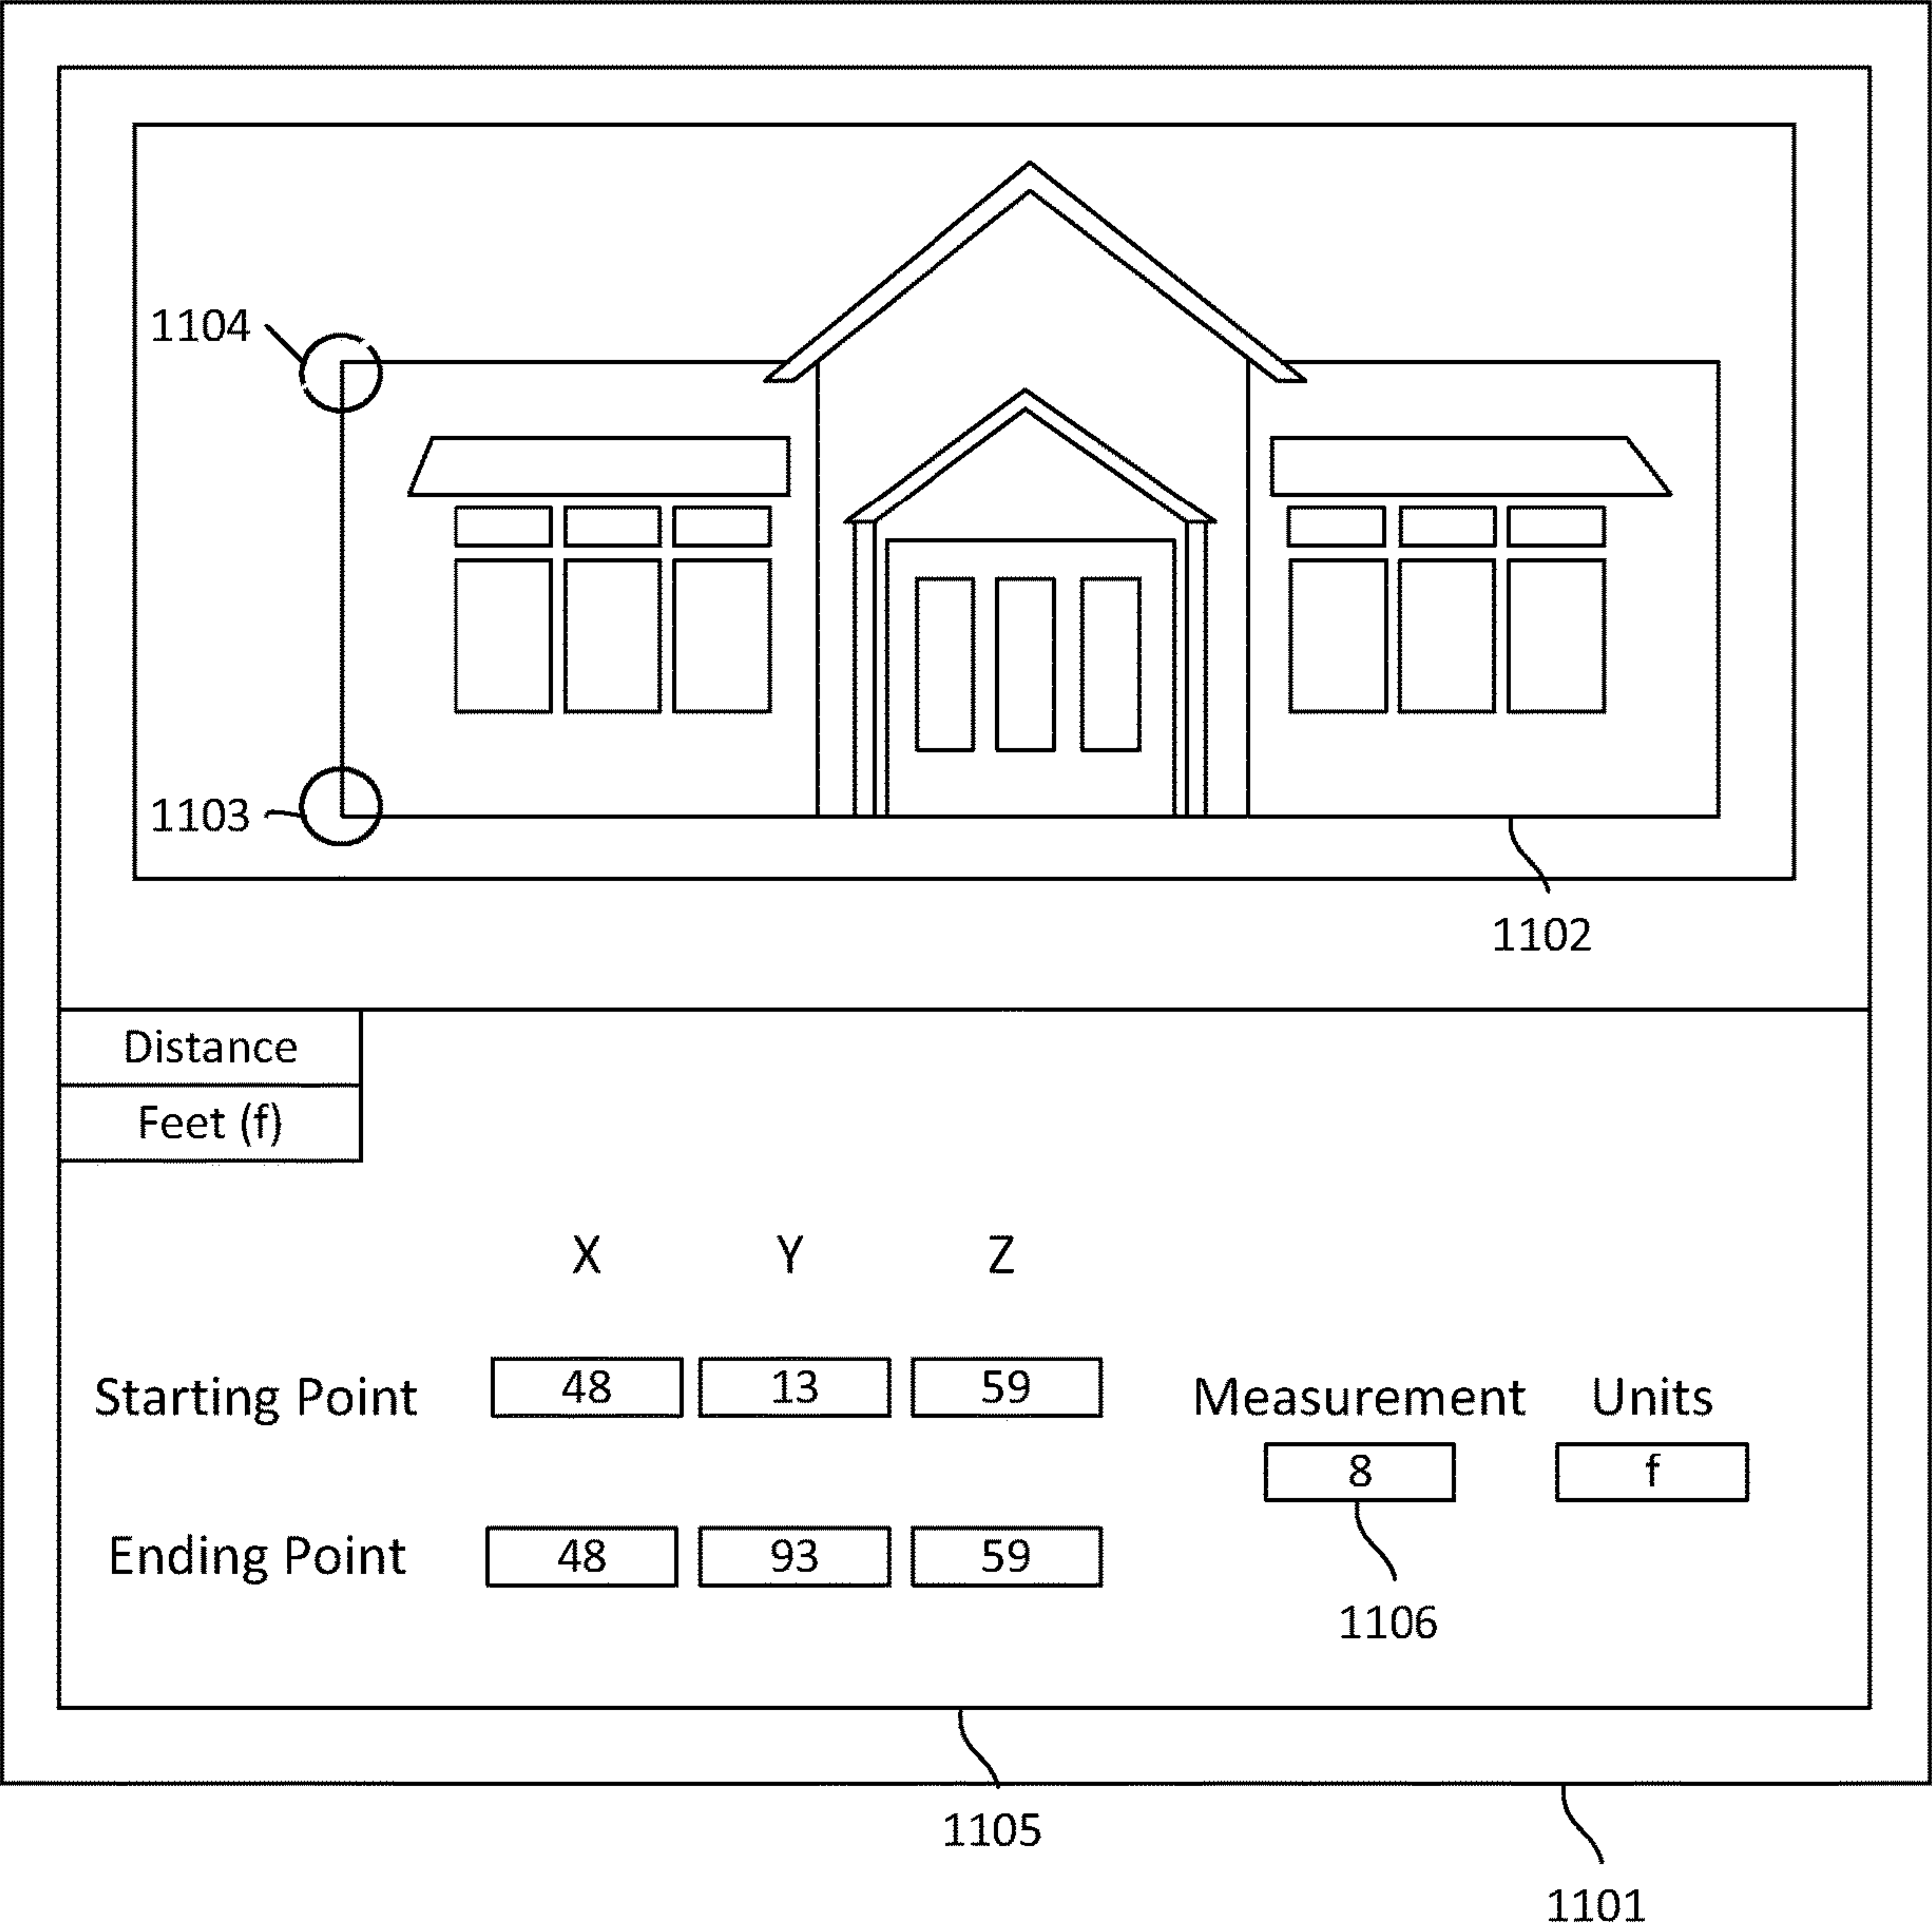 1104
1103
1102
Distance
Feet (f)
X Y Z
Starting Point 48 13 59
Measurement Units
8 f
Ending Point 48 93 59
1106
1105
1101